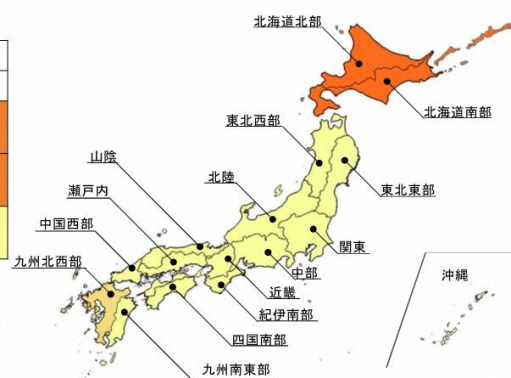 北海道北部
北海道南部
東北西部
山陰
北陸
東北東部
瀬戸内
中国西部
関東
九州北西部
中部
沖縄
近畿
紀伊南部
四国南部
九州南東部